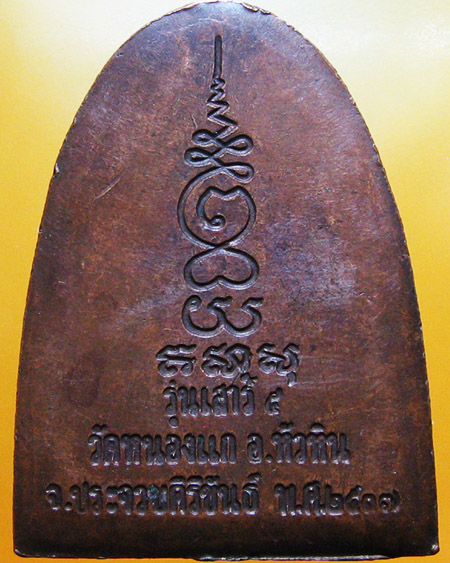 รุ่นเสาร์ ๕
วัดหนองแก อ.หัวหิน
จ.ประจวบคิริขันธ์ พ.ศ.๒๕๑๗